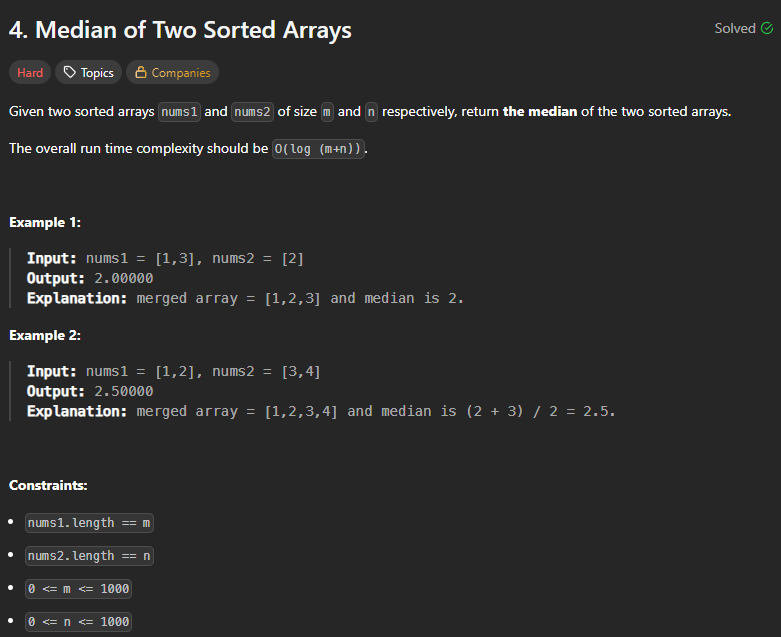 4. Median of Two Sorted Arrays
Solved
Hard Topics Companies
Given two sorted arrays nums1 and nums2 of size m and n respectively, return the median of the two sorted arrays.
The overall run time complexity should be O(log (m+n)).
Example 1:
Input: nums1 = [1,3], nums2 = [2]
Output: 2.00000
Explanation: merged array = [1,2,3] and median is 2.
Example 2:
Input: nums1 = [1,2], nums2 = [3,4]
Output: 2.50000
Explanation: merged array = [1,2,3,4] and median is (2 + 3) / 2 = 2.5.
Constraints:
• nums1.length == m
• nums2.length == n
• 0 <= m <= 1000
• 0 <= n <= 1000